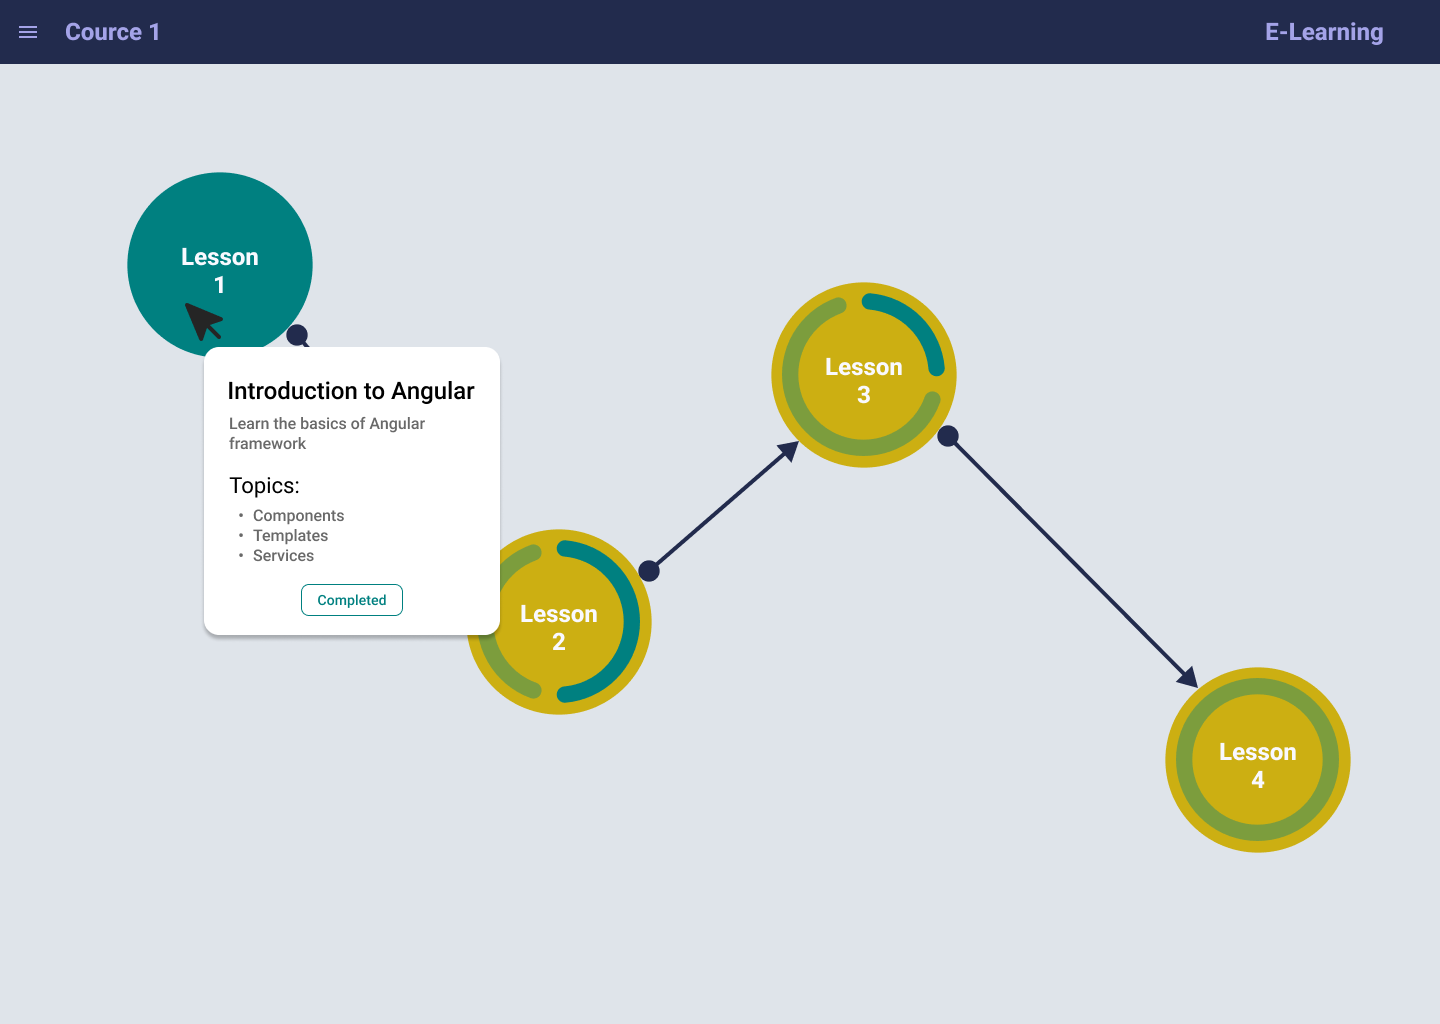 Cource 1
E-Learning
Lesson
1
Introduction to Angular
Learn the basics of Angular
framework
Topics:
• Components
• Templates
• Services
Completed
Lesson
2
Lesson
3
Lesson
4